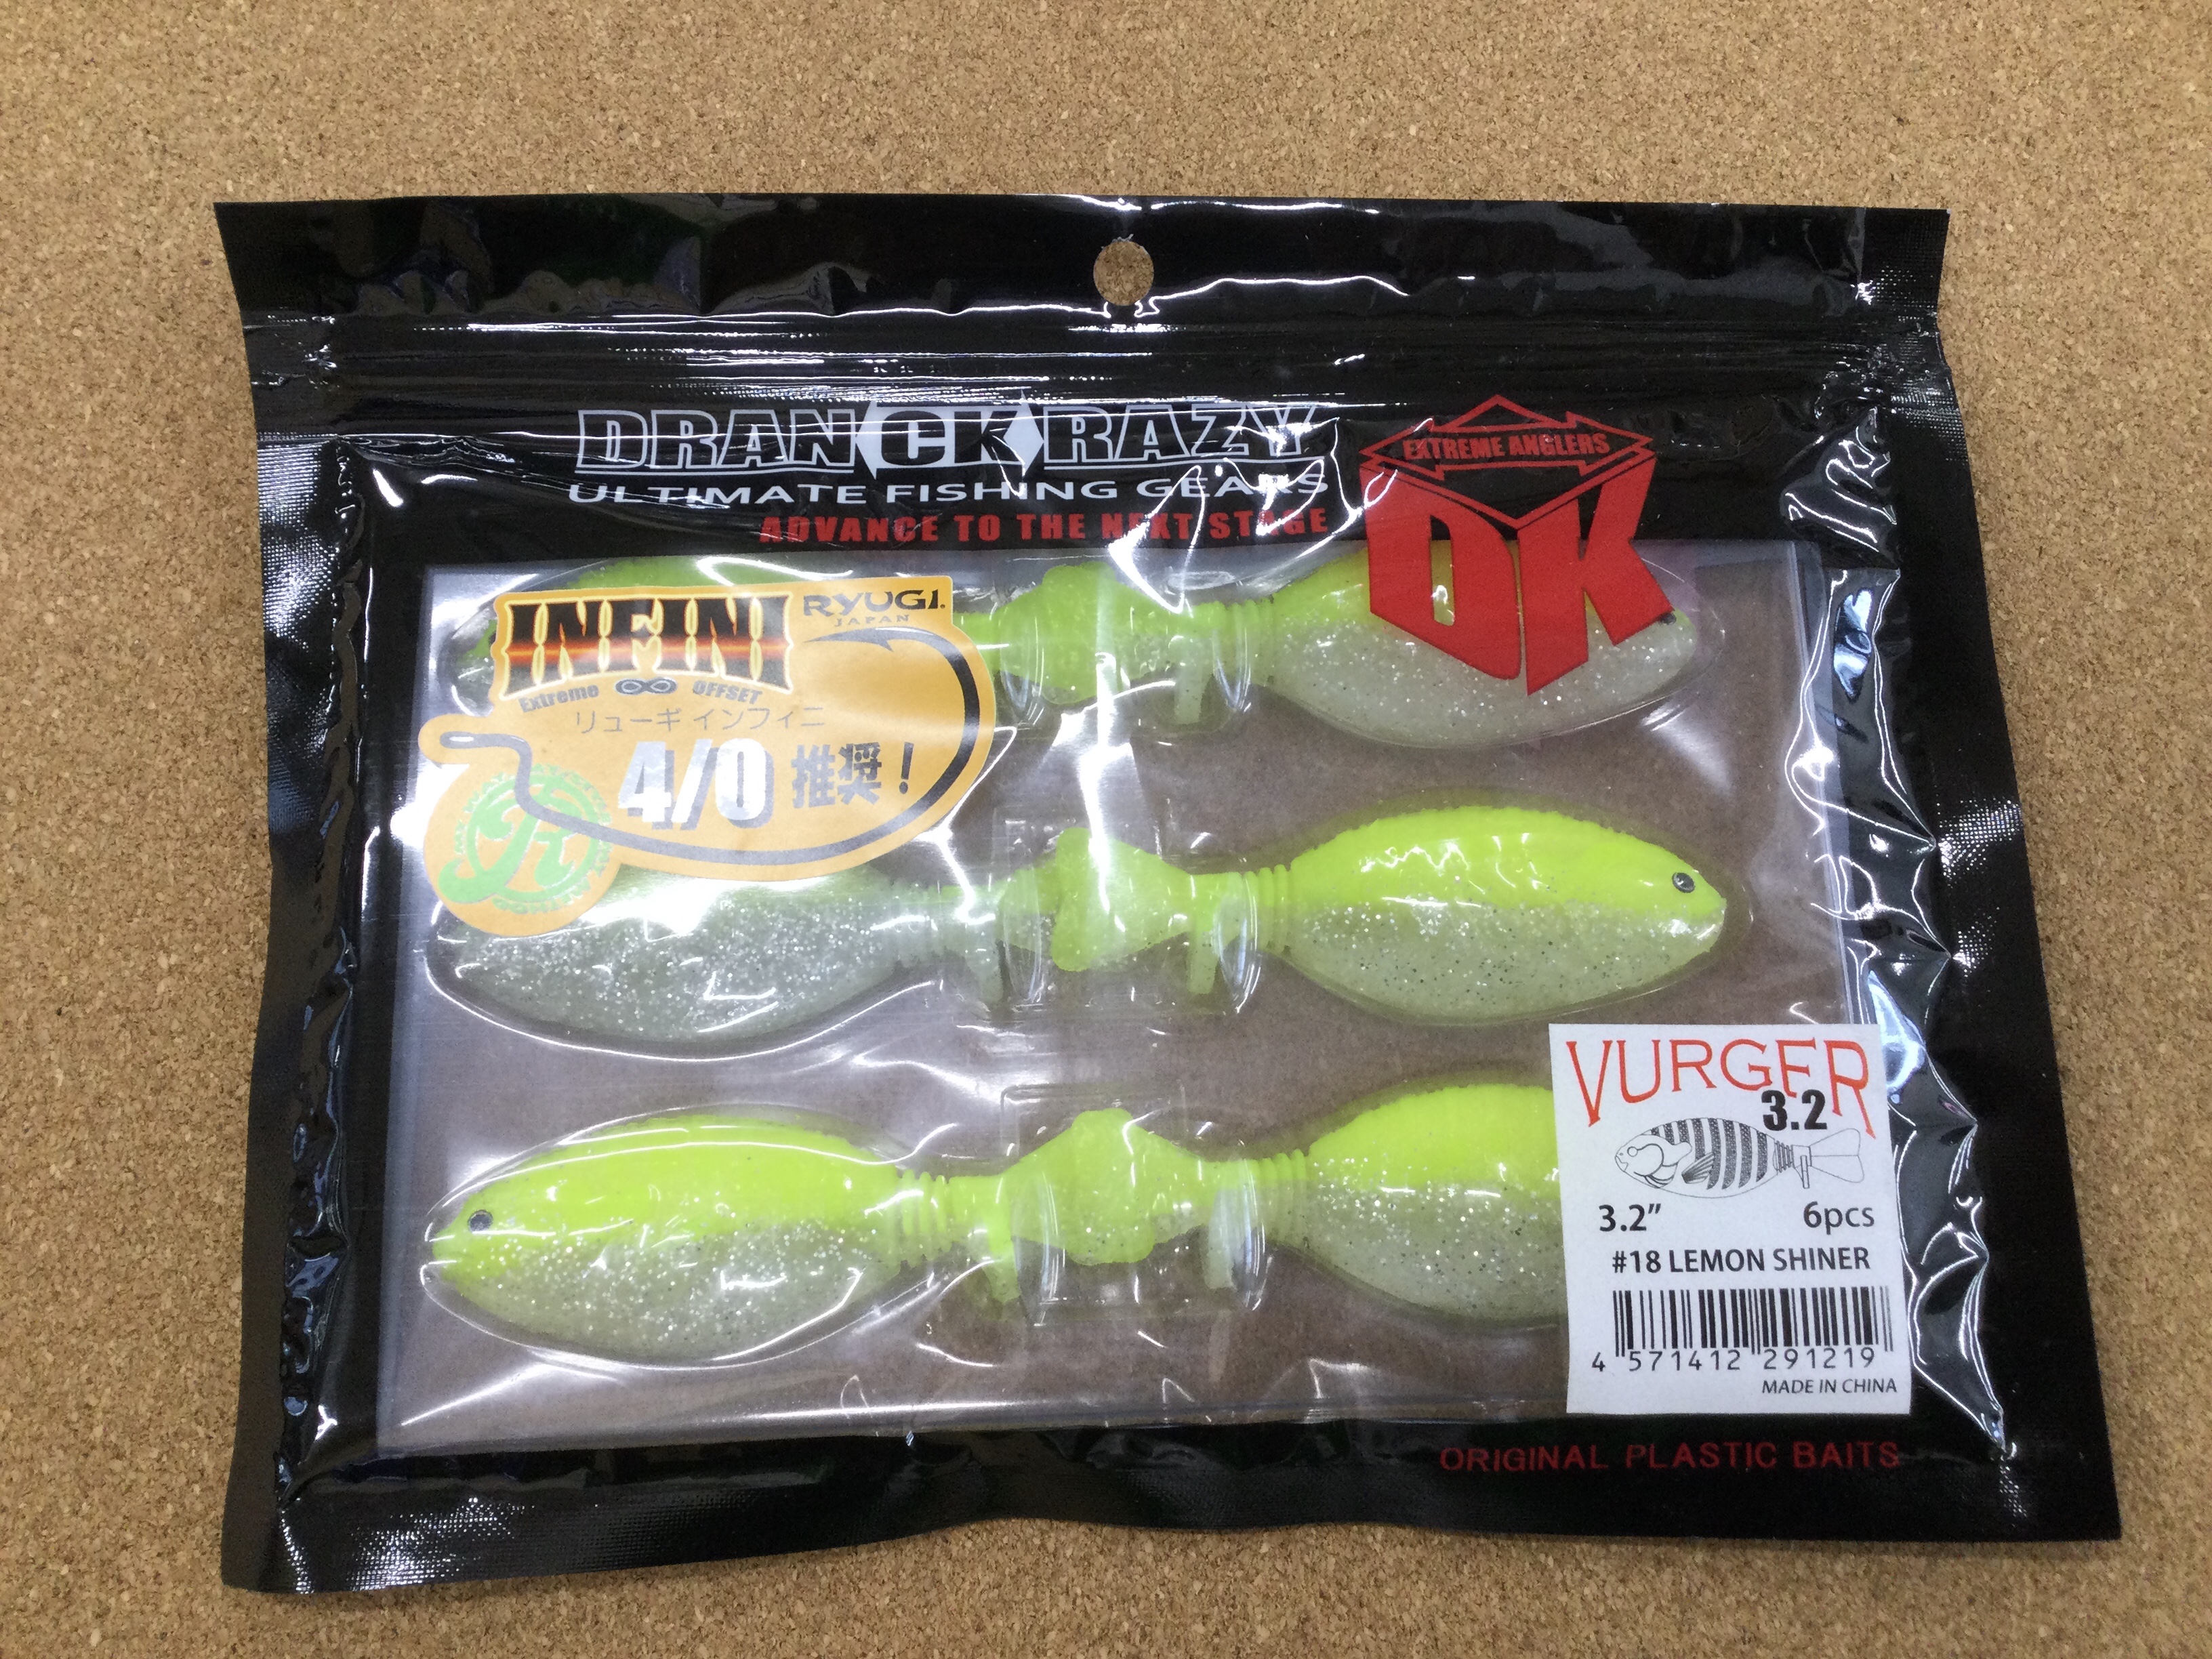 DRANCKRAZY
ULTIMATE FISHING GEARS
ADVANCE TO THE NEXT STAGE
EXTREME ANGLERS
DK
INFINI
RYUGI
JAPAN
Extreme ∞ OFFSET
リューギ インフィニ
4/0 推奨!
R
VURGER
3.2
3.2" 6pcs
#18 LEMON SHINER
4 571412 291219
MADE IN CHINA
ORIGINAL PLASTIC BAITS